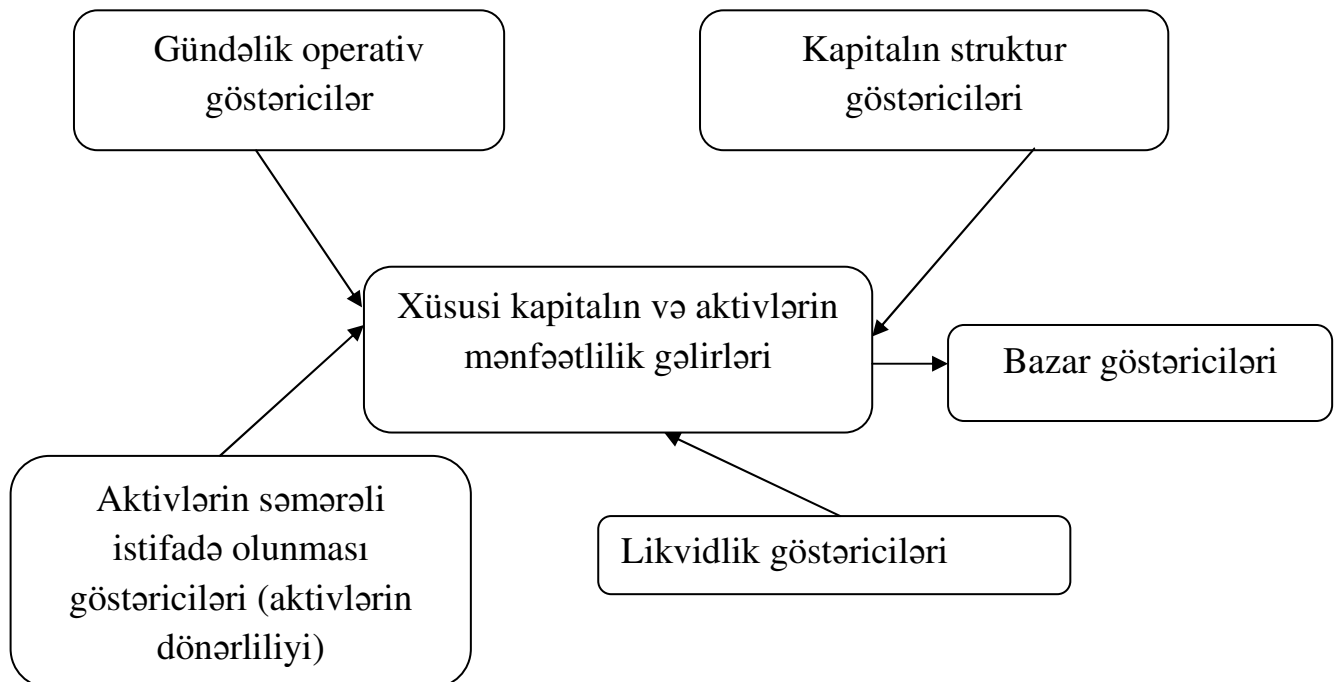 Gündəlik operativ
göstəricilər
Kapitalın struktur
göstəriciləri
Xüsusi kapitalın və aktivlərin
mənfəətlilik gəlirləri
Bazar göstəriciləri
Aktivlərin səmərəli
istifadə olunması
göstəriciləri (aktivlərin
dönərliliyi)
Likvidlik göstəriciləri